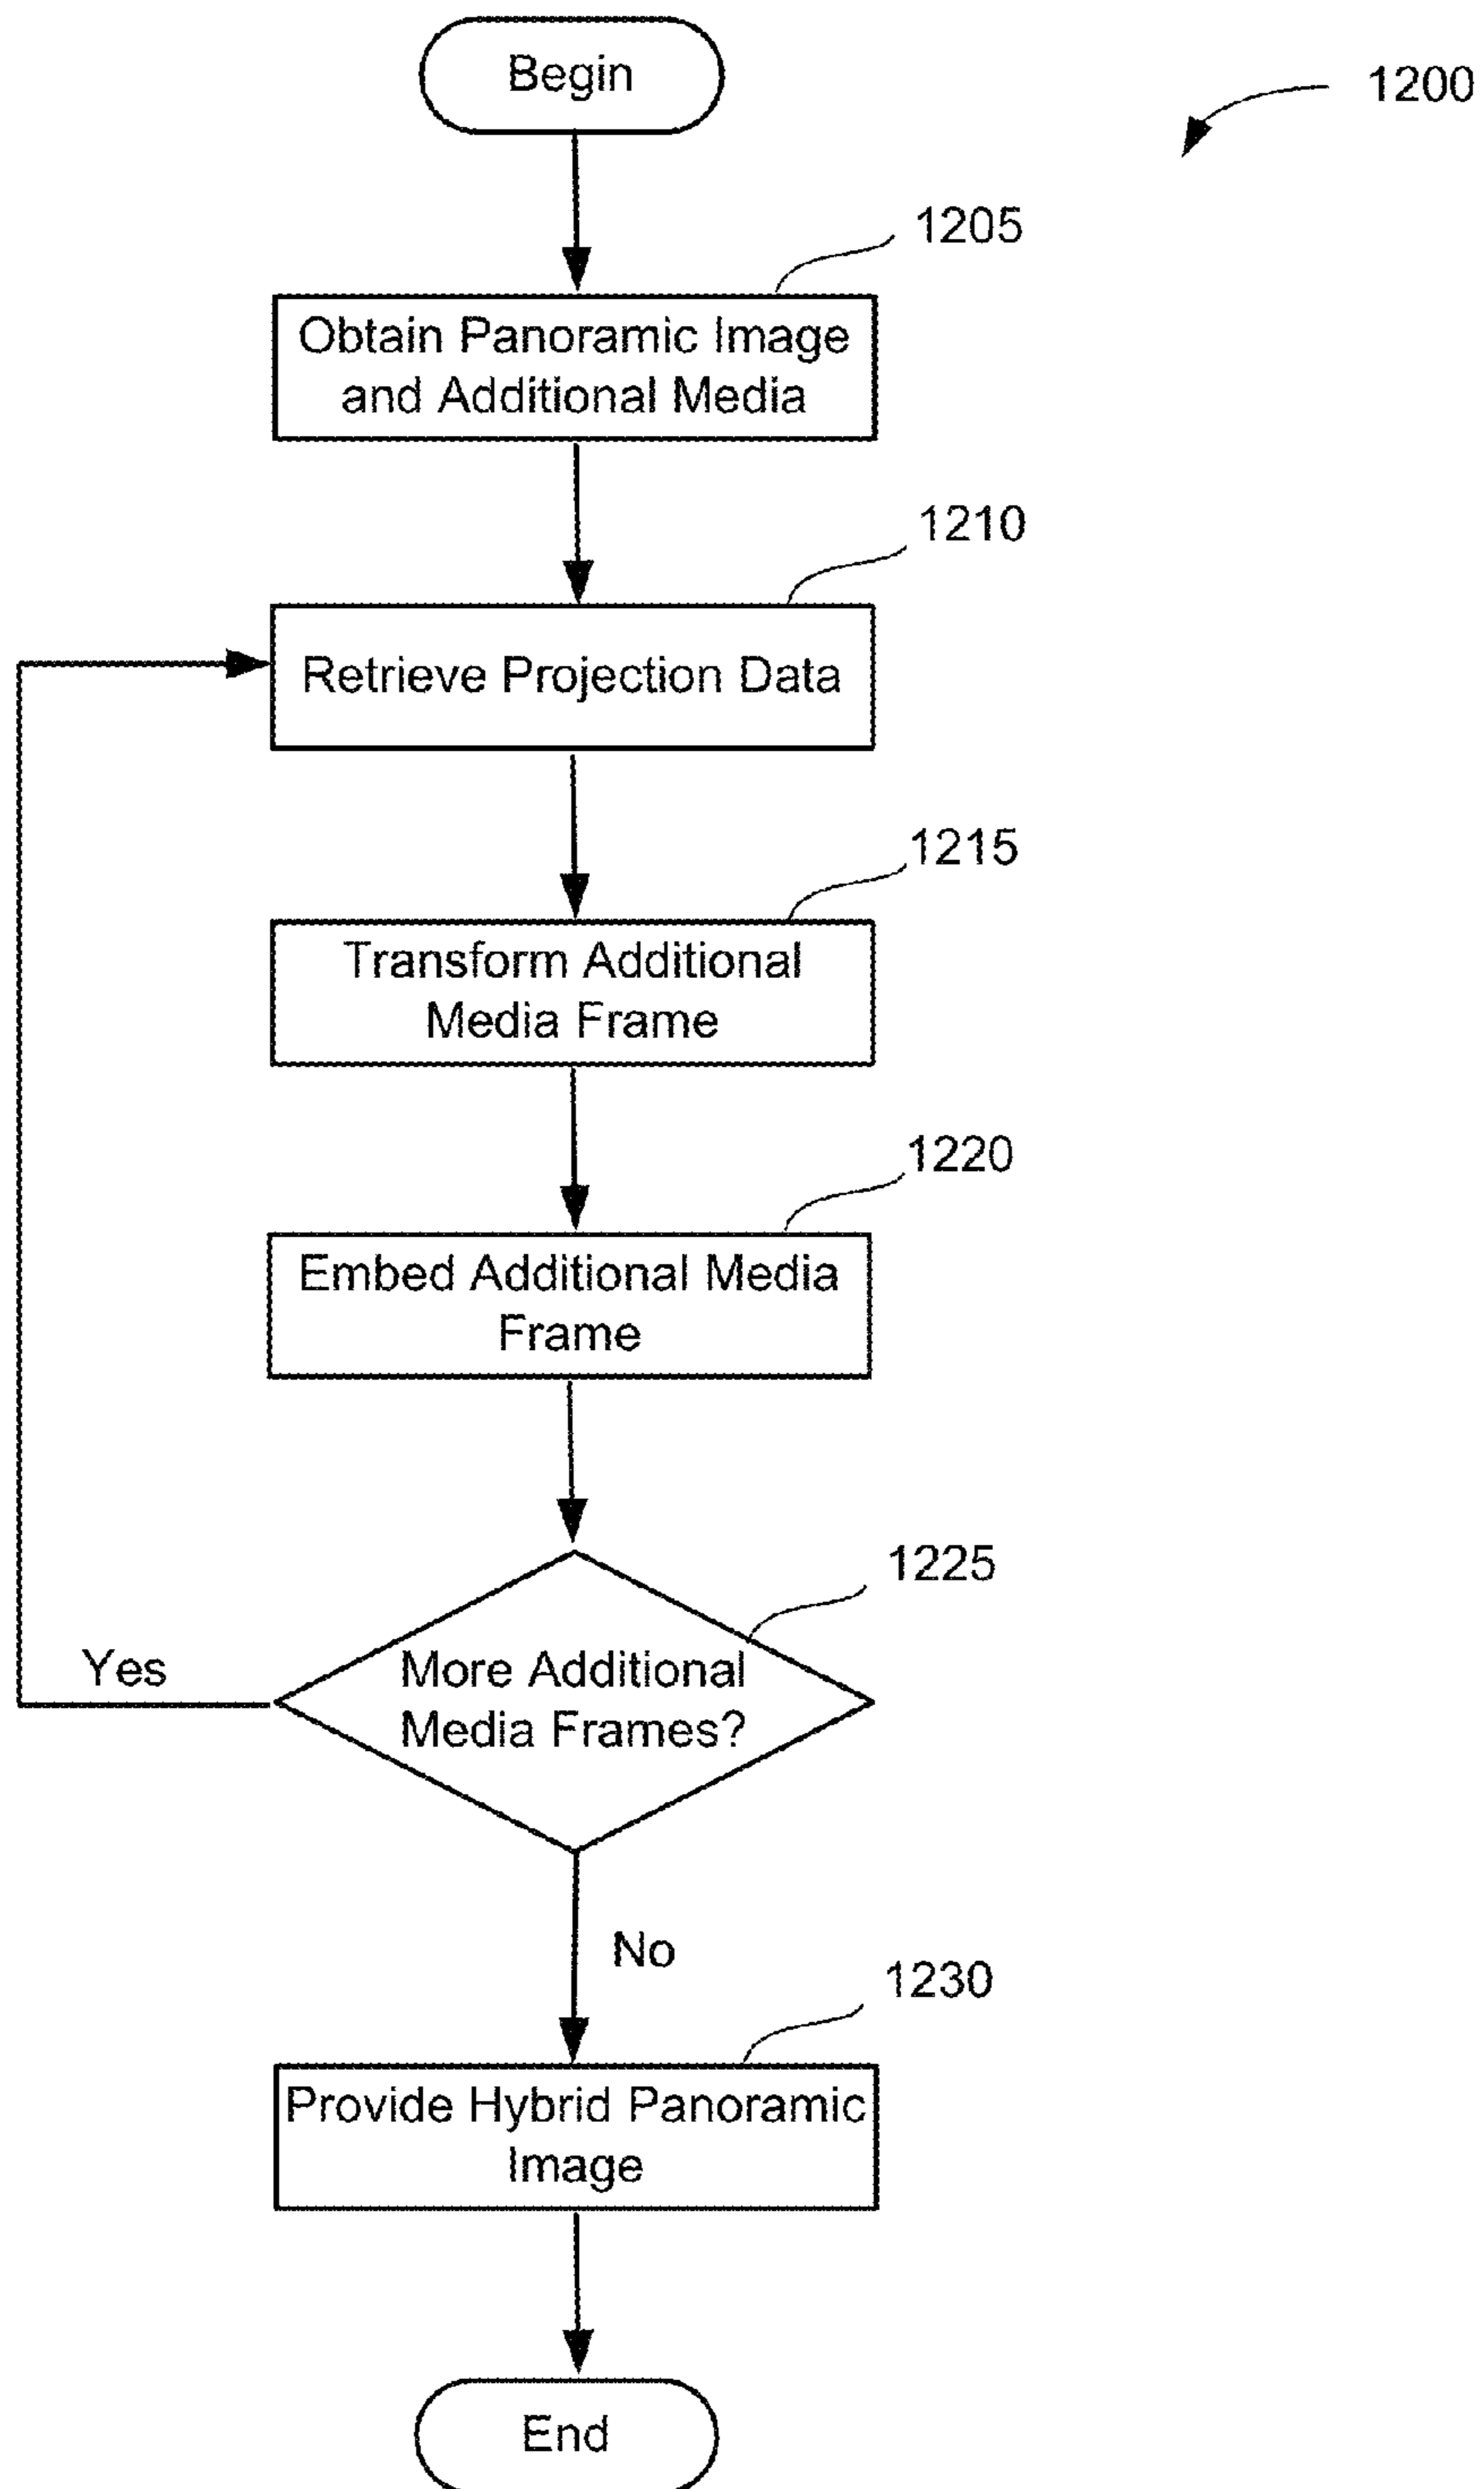 Begin
1200
1205
Obtain Panoramic Image
and Additional Media
1210
Retrieve Projection Data
1215
Transform Additional
Media Frame
1220
Embed Additional Media
Frame
1225
More Additional
Media Frames?
Yes
No
1230
Provide Hybrid Panoramic
Image
End